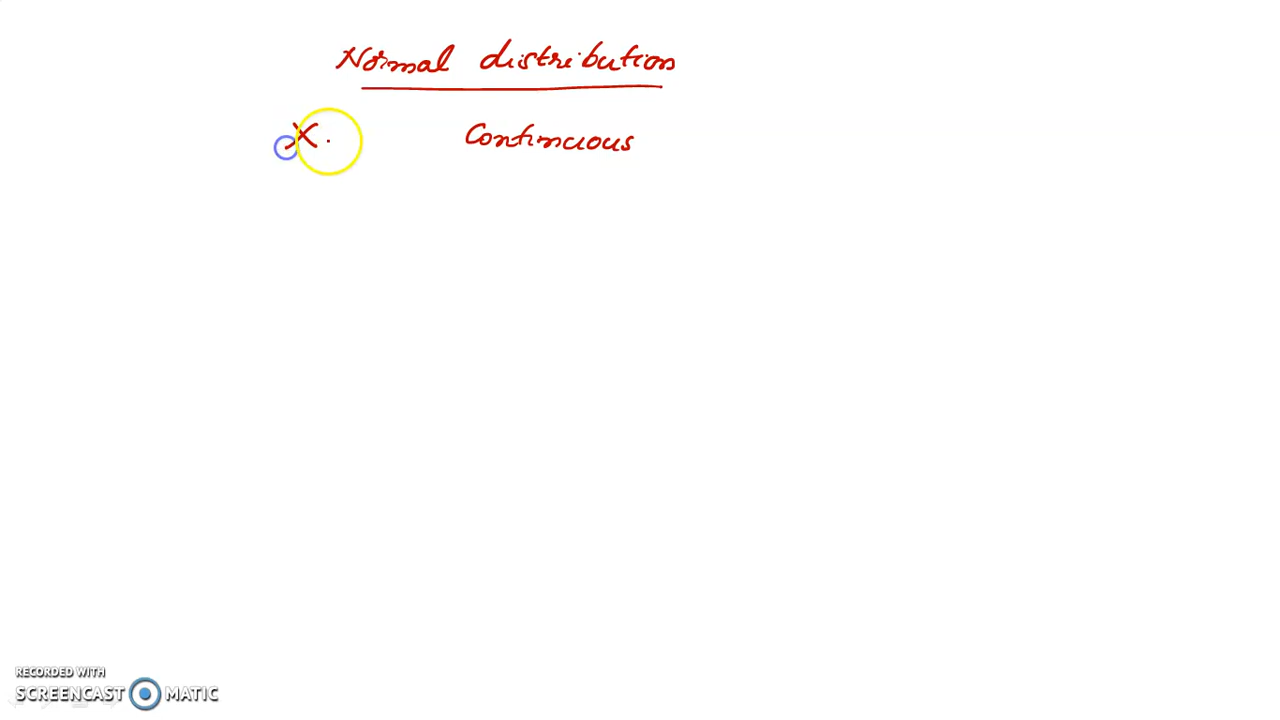 Normal distribution
X. Continuous
RECORDED WITH
SCREENCAST MATIC